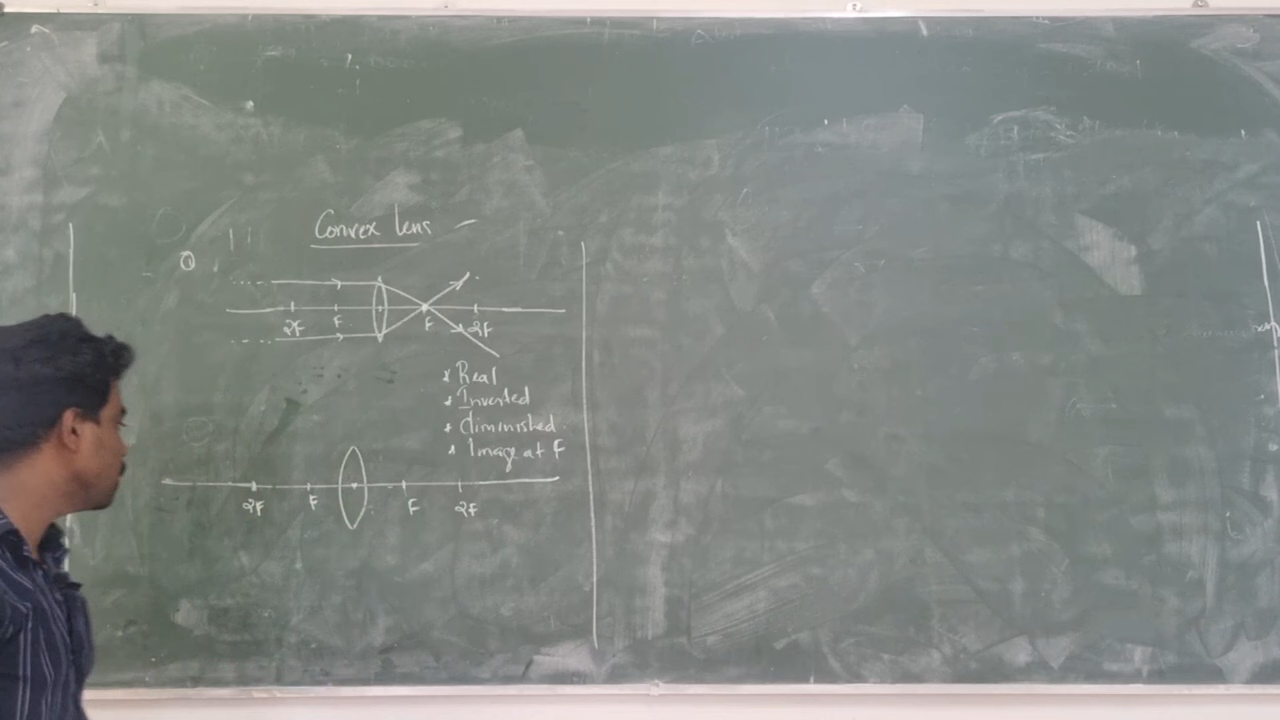 Convex lens
2F F F 2F
* Real
* Inverted
* diminished
* Image at F
2F F F 2F